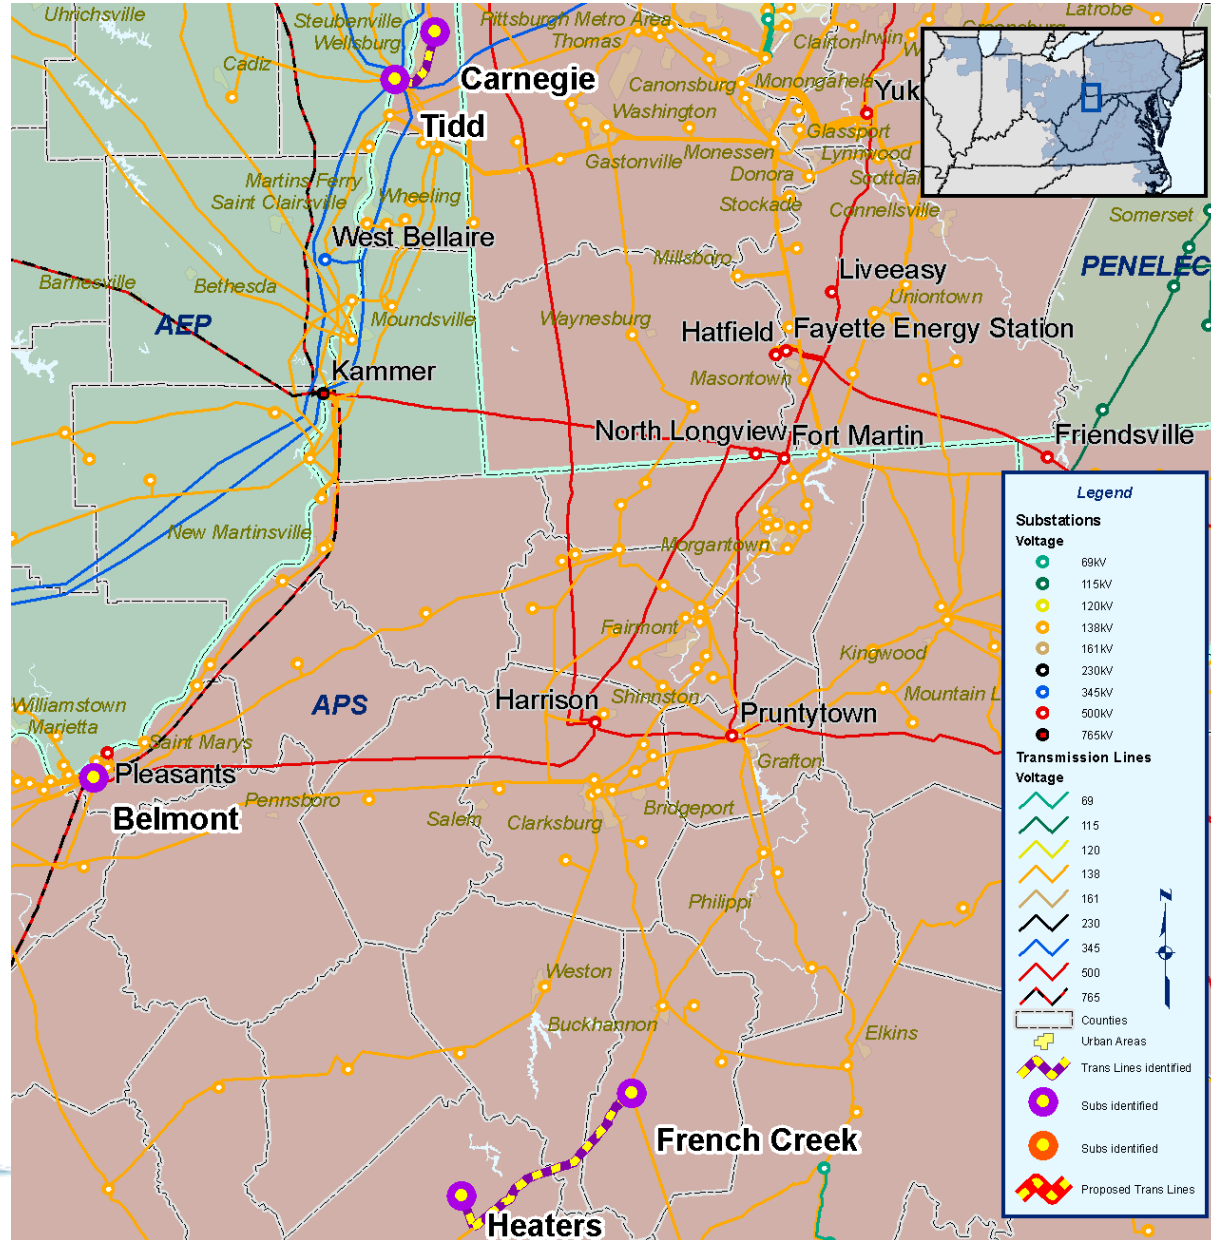 Uhrichsville
Steubenville
Wellsburg
Pittsburgh Metro Area
Thomas
Latrobe
Greensburg
Clairton
Irwin
Cadiz
Carnegie
Canonsburg
Monongahela
Yuk
Washington
Tidd
Glassport
Gastonville
Monessen
Lynnwood
Donora
Scottdal
Martins Ferry
Saint Clairsville
Wheeling
Stockade
Connellsville
Somerset
West Bellaire
Millsboro
Liveeasy
PENELEC
Barnesville
Bethesda
Uniontown
AEP
Moundsville
Waynesburg
Hatfield
Fayette Energy Station
Kammer
Masontown
North Longview
Fort Martin
Friendsville
New Martinsville
Morgantown
Fairmont
Kingwood
Williamstown
Marietta
APS
Harrison
Shinnston
Mountain L
Pruntytown
Saint Marys
Pleasants
Grafton
Belmont
Pennsboro
Salem
Clarksburg
Bridgeport
Philippi
Weston
Buckhannon
Elkins
French Creek
Heaters
Legend
Substations
Voltage
69kV
115kV
120kV
138kV
161kV
230kV
345kV
500kV
765kV
Transmission Lines
Voltage
69
115
120
138
161
230
345
500
765
Counties
Urban Areas
Trans Lines identified
Subs identified
Subs identified
Proposed Trans Lines
N